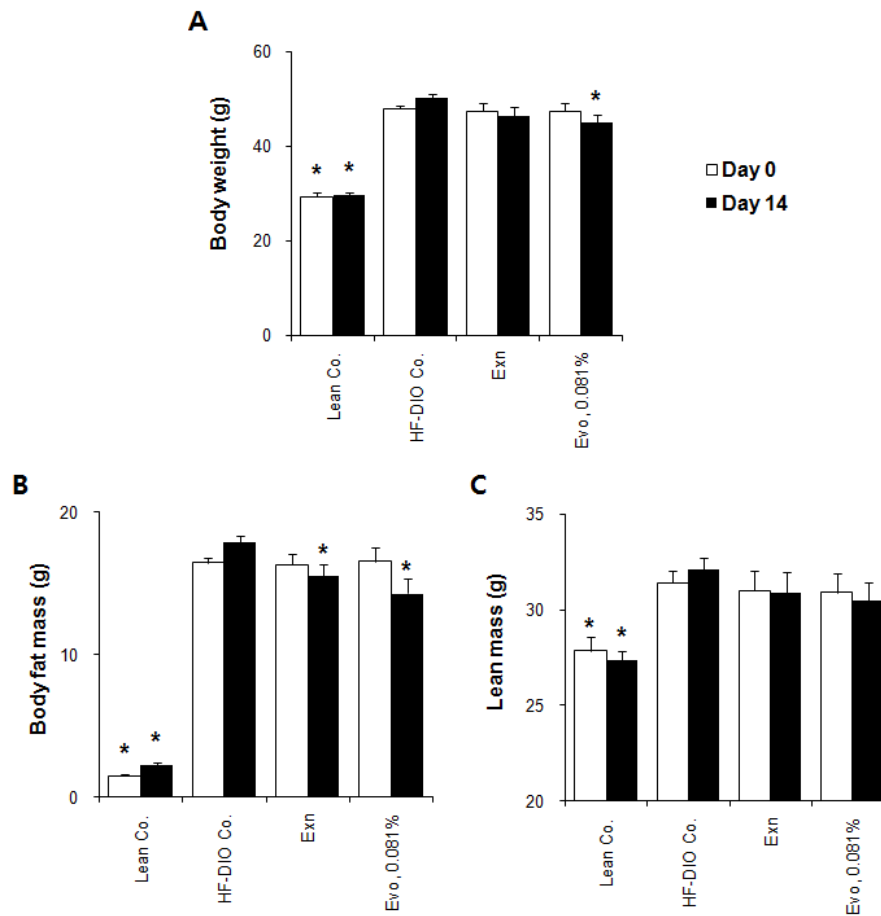 A
Body weight (g)
60
40
20
0
* * *
Lean Co.
HF-DIO Co.
Exn
Evo, 0.081%
Day 0
Day 14
B
Body fat mass (g)
20
10
0
* * * *
Lean Co.
HF-DIO Co.
Exn
Evo, 0.081%
C
Lean mass (g)
35
30
25
20
* *
Lean Co.
HF-DIO Co.
Exn
Evo, 0.081%